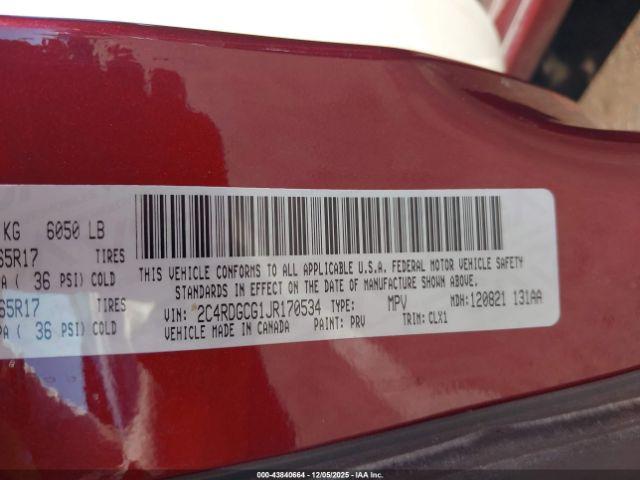 KG 6050 LB
65R17 TIRES
A ( 36 PSI) COLD
65R17 TIRES
PA ( 36 PSI) COLD
THIS VEHICLE CONFORMS TO ALL APPLICABLE U.S.A. FEDERAL MOTOR VEHICLE SAFETY
STANDARDS IN EFFECT ON THE DATE OF MANUFACTURE SHOWN ABOVE.
VIN: 2C4RDGCG1JR170534 TYPE: MPV MDH: 120821 131AA
VEHICLE MADE IN CANADA PAINT: PRV TRIM: CLX1
© 2025 - 43840664 - 12/05/2025 - IAA Inc.